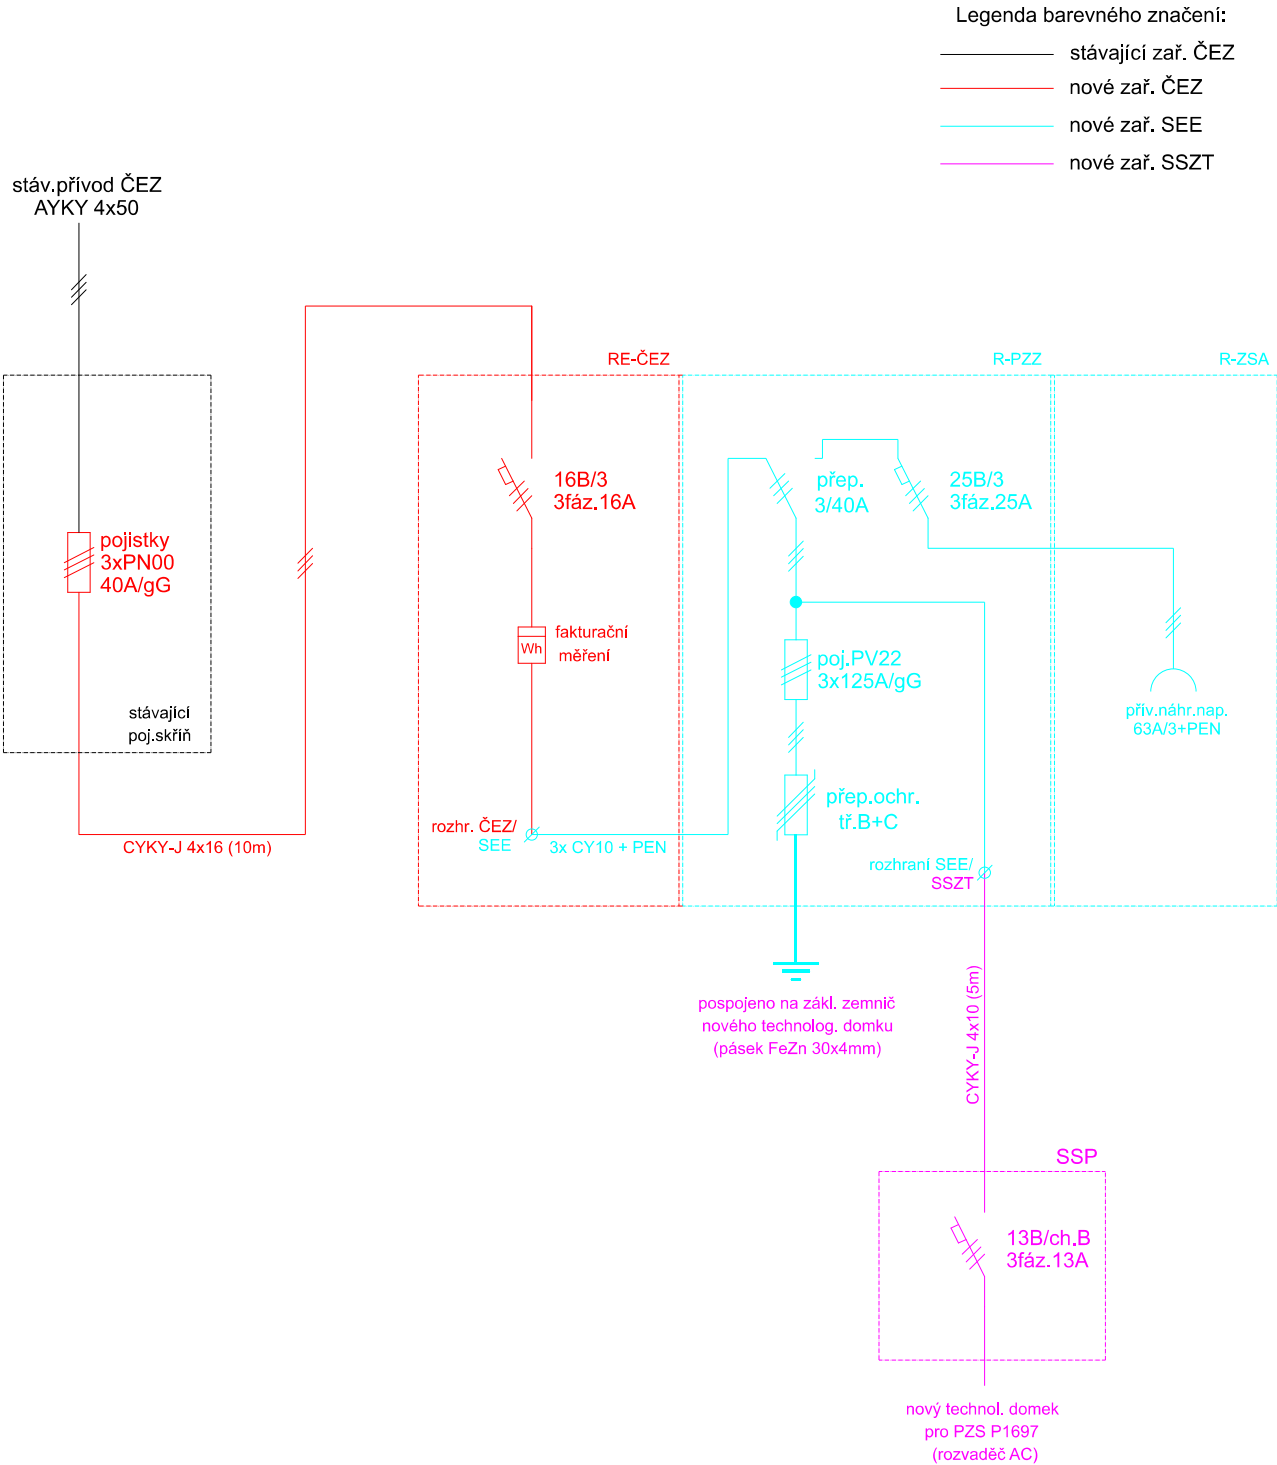 Legenda barevného značení:
stávající zař. ČEZ
nové zař. ČEZ
nové zař. SEE
nové zař. SSZT
stáv.přívod ČEZ
AYKY 4x50
RE-ČEZ
R-PZZ
R-ZSA
pojistky
3xPN00
40A/gG
stávající
poj.skříň
CYKY-J 4x16 (10m)
16B/3
3fáz.16A
Wh
fakturační
měření
rozhr. ČEZ/
SEE
3x CY10 + PEN
přep.
3/40A
25B/3
3fáz.25A
poj.PV22
3x125A/gG
přep.ochr.
tř.B+C
přív.náhr.nap.
63A/3+PEN
rozhraní SEE/
SSZT
pospojeno na zákl. zemnič
nového technolog. domku
(pásek FeZn 30x4mm)
CYKY-J 4x10 (5m)
SSP
13B/ch.B
3fáz.13A
nový technol. domek
pro PZS P1697
(rozvaděč AC)